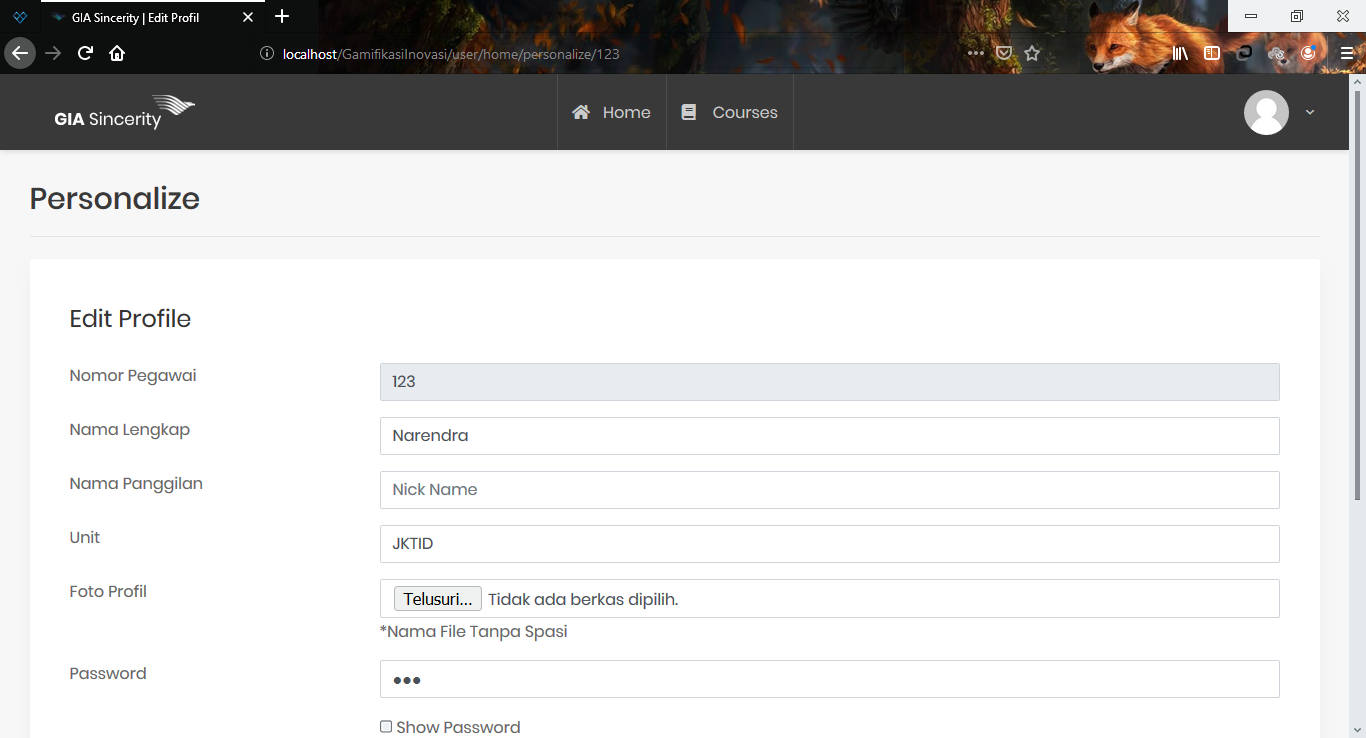 GIA Sincerity | Edit Profil
localhost/GamifikasiInovasi/user/home/personalize/123
GIA Sincerity
Home
Courses
Personalize
Edit Profile
Nomor Pegawai
123
Nama Lengkap
Narendra
Nama Panggilan
Nick Name
Unit
JKTID
Foto Profil
Telusuri... Tidak ada berkas dipilih.
*Nama File Tanpa Spasi
Password
Show Password